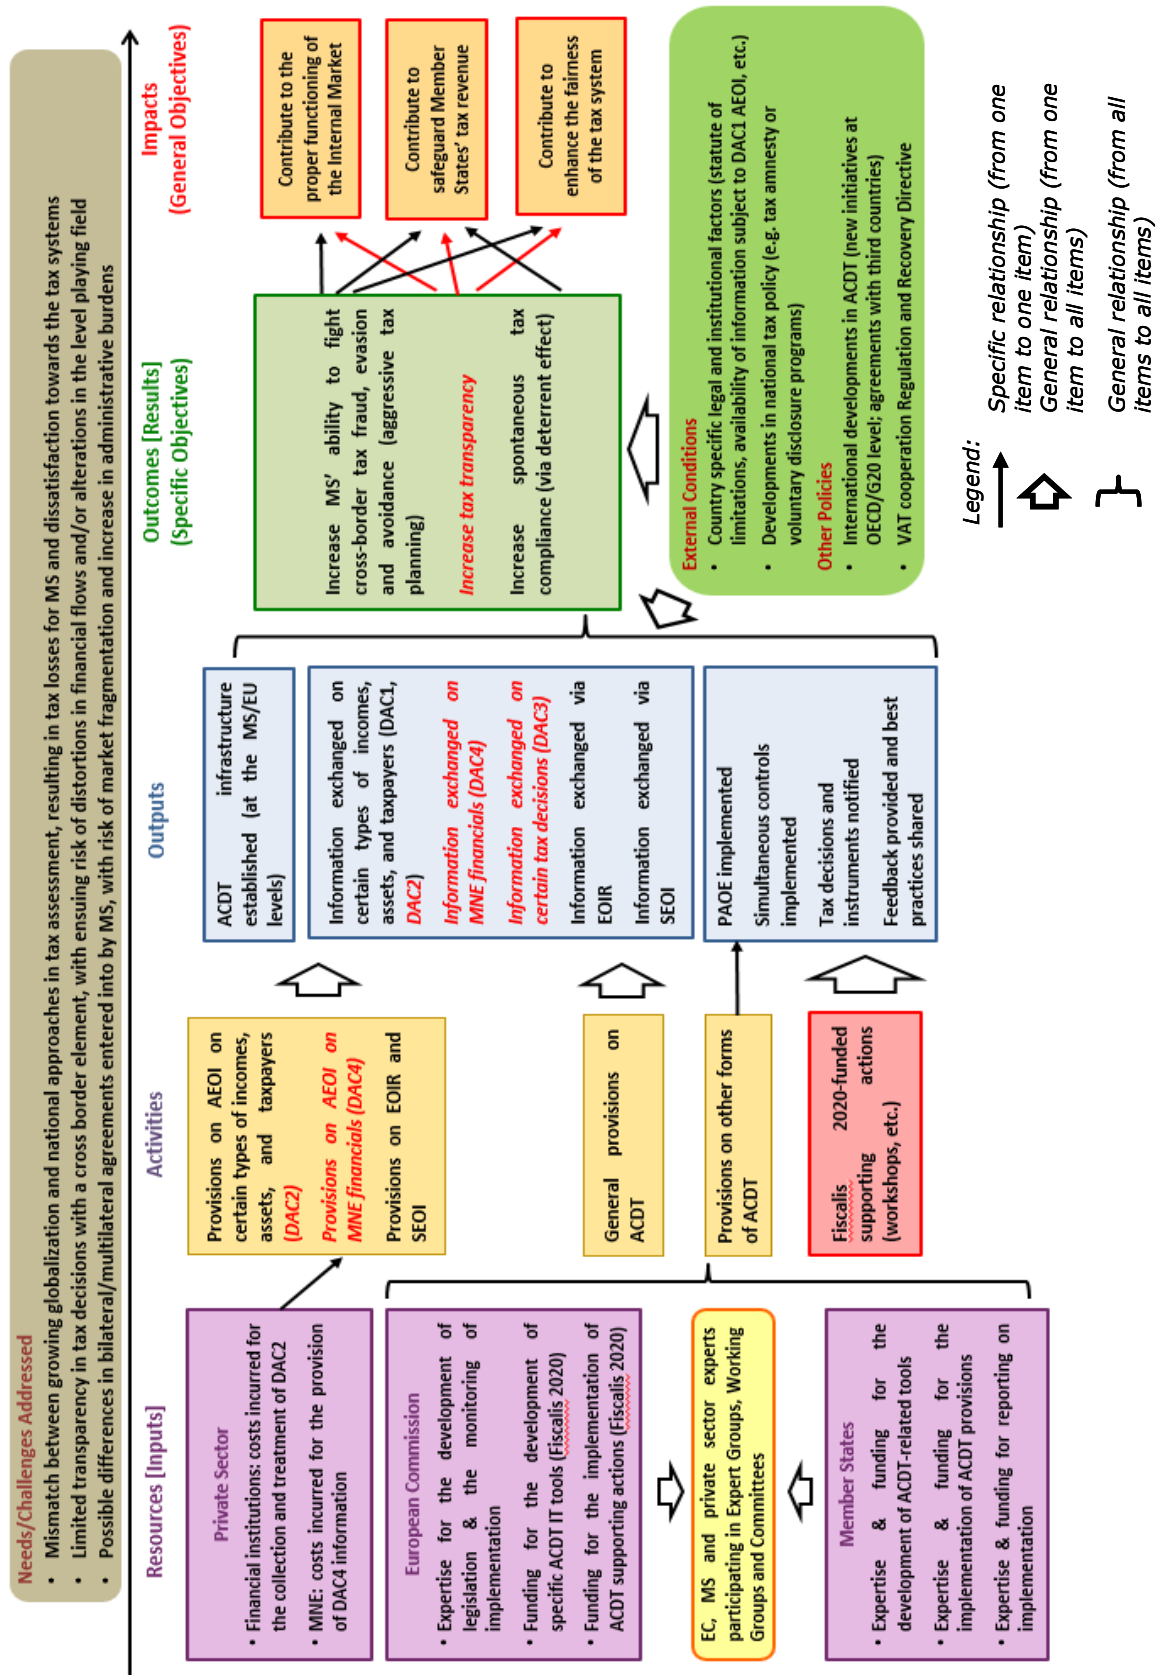 Needs/Challenges Addressed
• Mismatch between growing globalization and national approaches in tax assessment, resulting in tax losses for MS and dissatisfaction towards the tax systems
• Limited transparency in tax decisions with a cross border element, with ensuing risk of distortions in financial flows and/or alterations in the level playing field
• Possible differences in bilateral/multilateral agreements entered into by MS, with risk of market fragmentation and increase in administrative burdens
Resources [Inputs]
Private Sector
• Financial institutions: costs incurred for
the collection and treatment of DAC2
• MNE: costs incurred for the provision
of DAC4 information
European Commission
• Expertise for the development of
legislation & the monitoring of
implementation
• Funding for the development of
specific ACDT IT tools (Fiscalis 2020)
• Funding for the implementation of
ACDT supporting actions (Fiscalis 2020)
EC, MS and private sector experts
participating in Expert Groups, Working
Groups and Committees
Member States
• Expertise & funding for the
development of ACDT-related tools
• Expertise & funding for the
implementation of ACDT provisions
• Expertise & funding for reporting on
implementation
Activities
Provisions on AEOI on
certain types of incomes,
assets, and taxpayers
(DAC2)
Provisions on AEOI on
MNE financials (DAC4)
Provisions on EOIR and
SEOI
General provisions on
ACDT
Provisions on other forms
of ACDT
Fiscalis 2020-funded
supporting actions
(workshops, etc.)
Outputs
ACDT infrastructure
established (at the MS/EU
levels)
Information exchanged on
certain types of incomes,
assets, and taxpayers (DAC1,
DAC2)
Information exchanged on
MNE financials (DAC4)
Information exchanged on
certain tax decisions (DAC3)
Information exchanged via
EOIR
Information exchanged via
SEOI
PAOE implemented
Simultaneous controls
implemented
Tax decisions and
instruments notified
Feedback provided and best
practices shared
Outcomes [Results]
(Specific Objectives)
Increase MS’ ability to fight
cross-border tax fraud, evasion
and avoidance (aggressive tax
planning)
Increase tax transparency
Increase spontaneous tax
compliance (via deterrent effect)
External Conditions
• Country specific legal and institutional factors (statute of
limitations, availability of information subject to DAC1 AEOI, etc.)
• Developments in national tax policy (e.g. tax amnesty or
voluntary disclosure programs)
Other Policies
• International developments in ACDT (new initiatives at
OECD/G20 level; agreements with third countries)
• VAT cooperation Regulation and Recovery Directive
Impacts
(General Objectives)
Contribute to the
proper functioning of
the Internal Market
Contribute to
safeguard Member
States’ tax revenue
Contribute to
enhance the fairness
of the tax system
Legend:
Specific relationship (from one
item to one item)
General relationship (from one
item to all items)
General relationship (from all
items to all items)